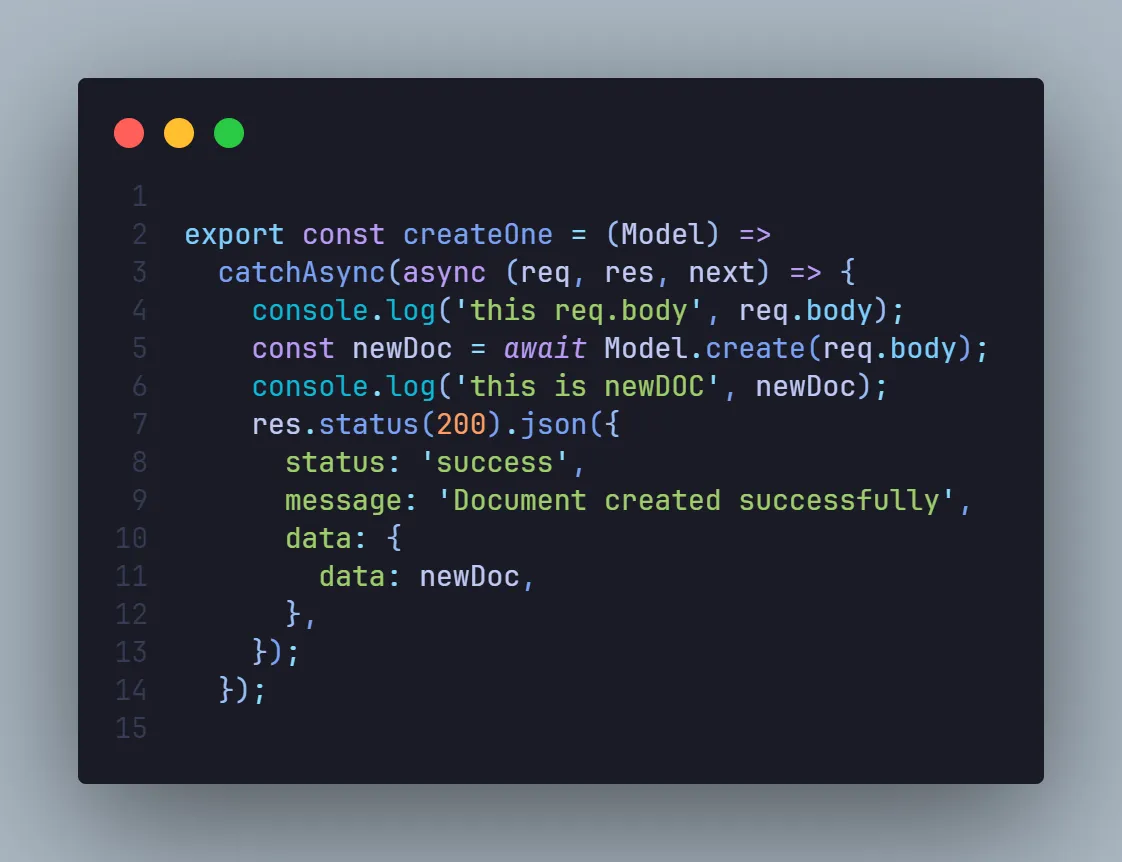 1
2 export const createOne = (Model) =>
3   catchAsync(async (req, res, next) => {
4     console.log('this req.body', req.body);
5     const newDoc = await Model.create(req.body);
6     console.log('this is newDOC', newDoc);
7     res.status(200).json({
8       status: 'success',
9       message: 'Document created successfully',
10       data: {
11         data: newDoc,
12       },
13     });
14   });
15